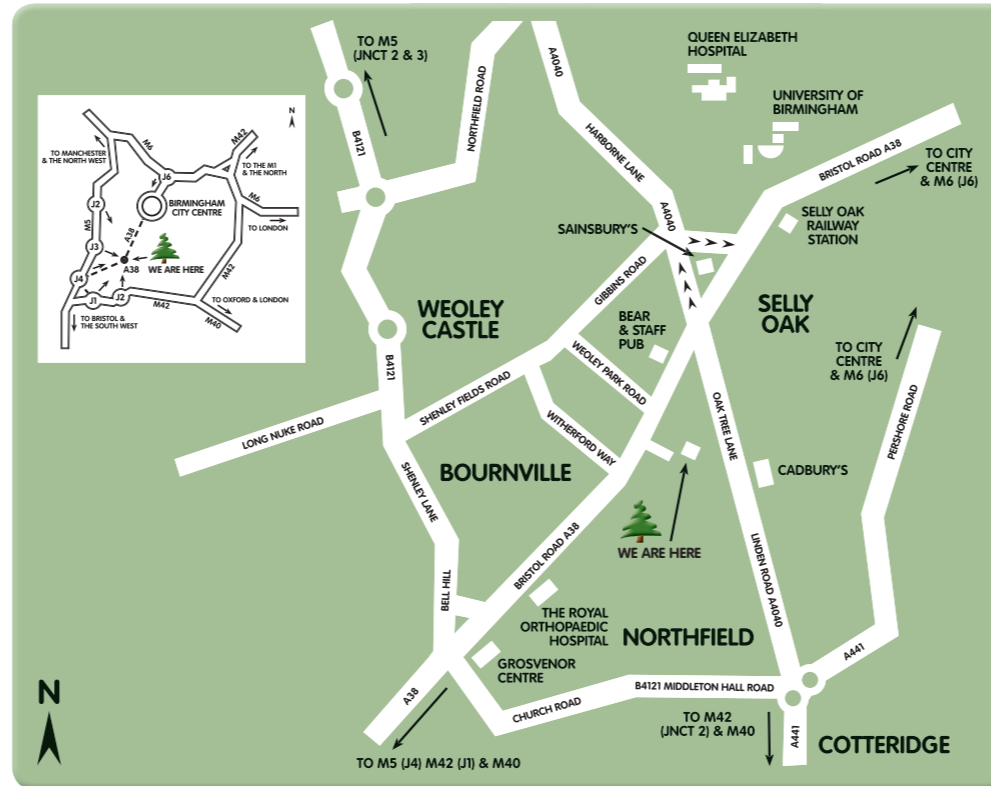 TO M5
(JNCT 2 & 3)
B4121
NORTHFIELD ROAD
A4040
HARBORNE LANE
A4040
QUEEN ELIZABETH
HOSPITAL
UNIVERSITY OF
BIRMINGHAM
BRISTOL ROAD A38
TO CITY
CENTRE
& M6 (J6)
SELLY OAK
RAILWAY
STATION
SAINSBURY'S
GIBBINS ROAD
N
M6
M42
TO MANCHESTER
& THE NORTH WEST
J6
TO THE M1
& THE NORTH
M6
TO LONDON
J2
BIRMINGHAM
CITY CENTRE
M5
A38
J3
WE ARE HERE
A38
J4
J1
J2
M42
M42
TO OXFORD & LONDON
M40
TO BRISTOL &
THE SOUTH WEST
WEOLEY
CASTLE
BEAR
& STAFF
PUB
SELLY
OAK
TO CITY
CENTRE
& M6 (J6)
B4121
SHENLEY FIELDS ROAD
WEOLEY PARK ROAD
WITHERFORD WAY
OAK TREE LANE
PERSHORE ROAD
LONG NUKE ROAD
BOURNVILLE
CADBURY'S
SHENLEY LANE
BRISTOL ROAD A38
WE ARE HERE
LINDEN ROAD A4040
BELL HILL
THE ROYAL
ORTHOPAEDIC
HOSPITAL
NORTHFIELD
GROSVENOR
CENTRE
A441
A38
CHURCH ROAD
B4121 MIDDLETON HALL ROAD
TO M42
(JNCT 2) & M40
A441
COTTERIDGE
N
TO M5 (J4) M42 (J1) & M40